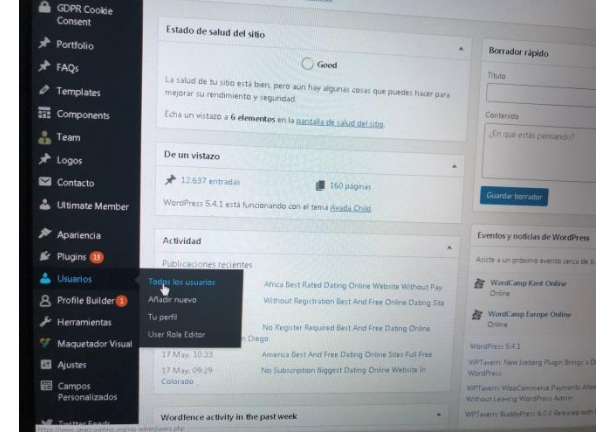 GDPR Cookie
Consent
Portfolio
FAQs
Templates
Components
Team
Logos
Contacto
Ultimate Member
Apariencia
Plugins 15
Usuarios
Profile Builder 1
Herramientas
Maquetador Visual
Ajustes
Campos
Personalizados
Twitter Feeds
Todos los usuarios
Añadir nuevo
Tu perfil
User Role Editor
Estado de salud del sitio
Good
La salud de tu sitio está bien, pero aún hay algunas cosas que puedes hacer para
mejorar su rendimiento y seguridad.
Echa un vistazo a 6 elementos en la pantalla de salud del sitio.
De un vistazo
12.637 entradas
160 páginas
WordPress 5.4.1 está funcionando con el tema Avada Child.
Actividad
Publicaciones recientes
Africa Best Rated Dating Online Website Without Pay
Without Registration Best And Free Online Dating Site
No Register Required Best And Free Dating Online
n Diego
17 May, 10:33 America Best And Free Dating Online Sites Full Free
17 May, 09:29 No Subscription Biggest Dating Online Website In
Colorado
Wordfence activity in the past week
Borrador rápido
Título
Contenido
¿En qué estás pensando?
Guardar borrador
Eventos y noticias de WordPress
Asiste a un próximo evento cerca de
WordCamp Kent Online
Online
WordCamp Europe Online
Online
WordPress 5.4.1
WPTavern: New Iceberg Plugin Brings a
WordPress
WPTavern: WooCommerce Payments
Without Leaving WordPress Admin
WPTavern: BuddyPress 6.0.0 Released with